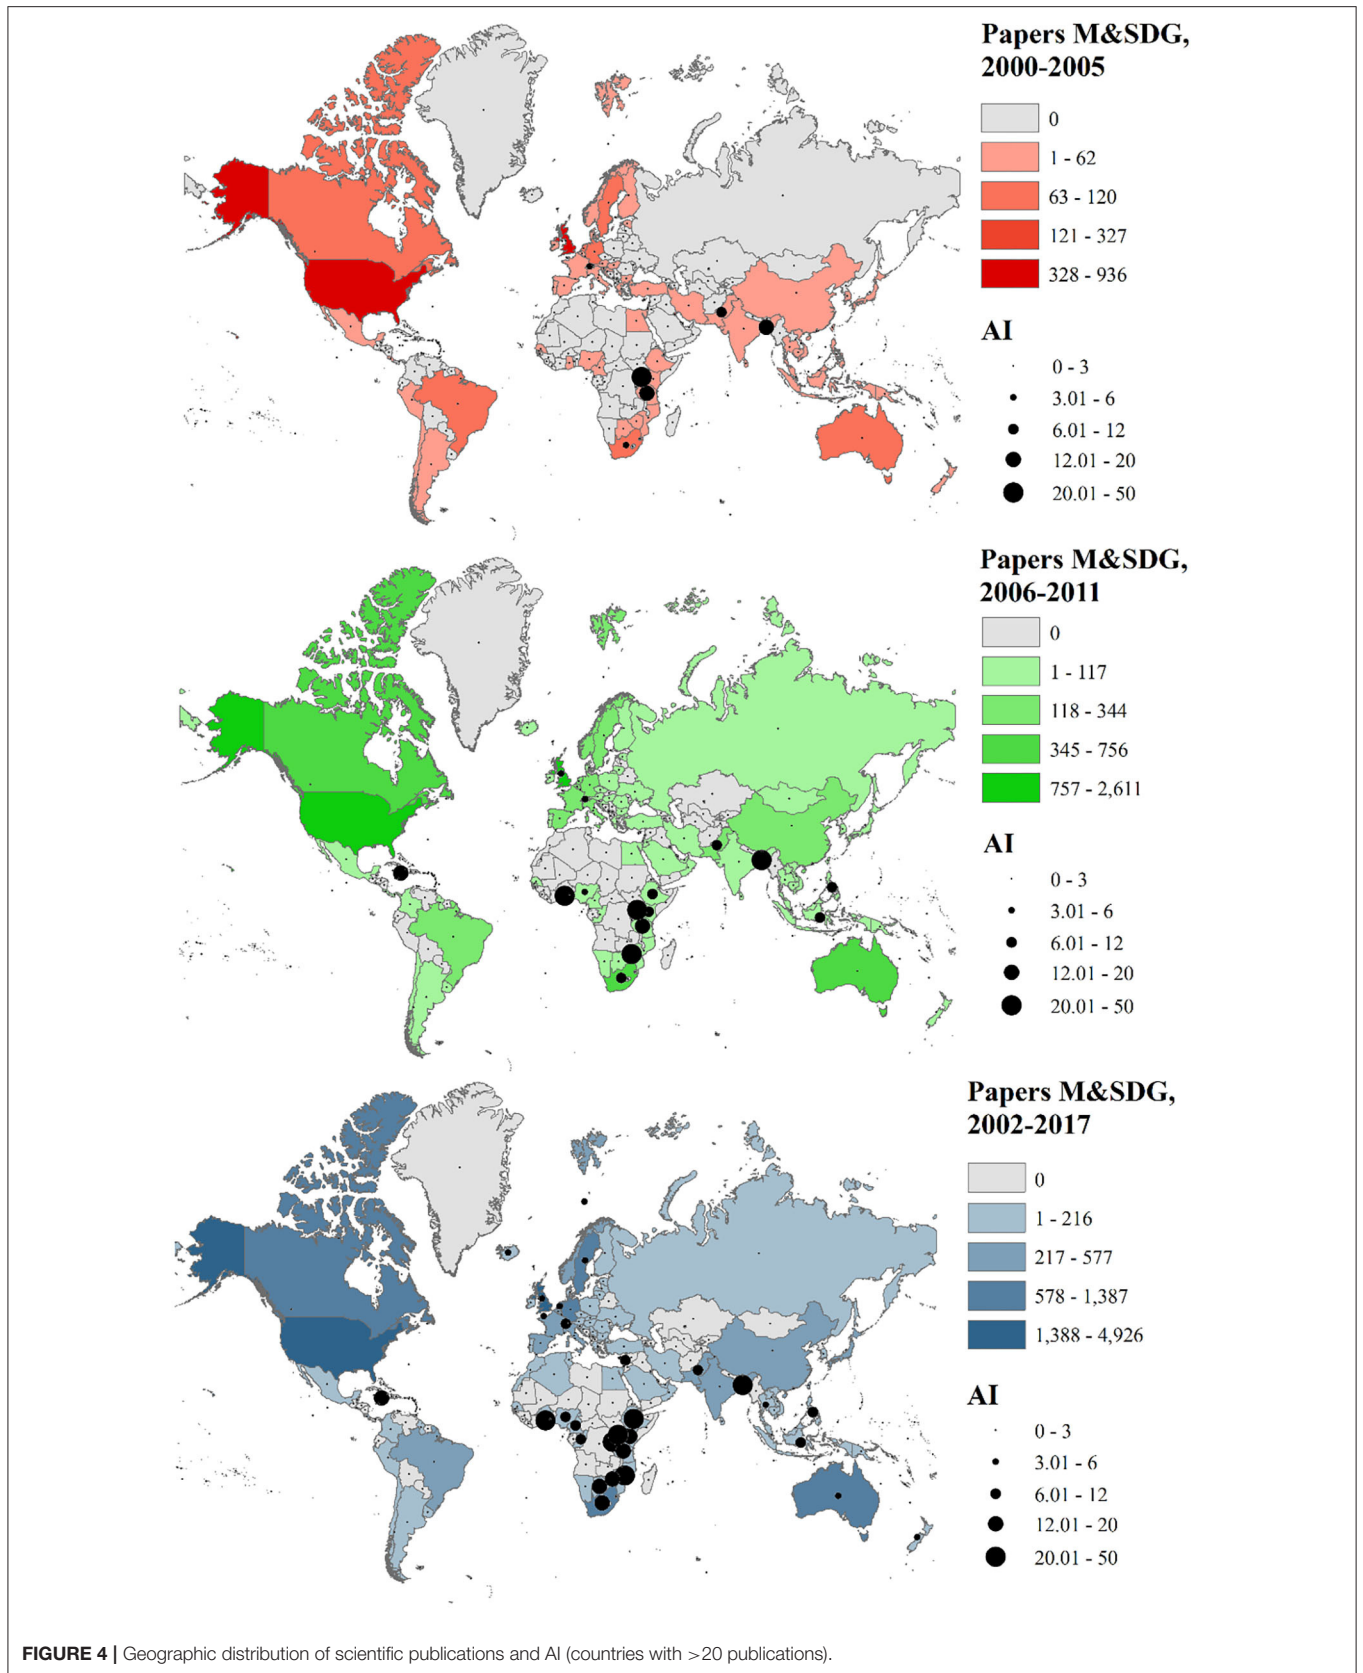 Papers M&SDG,
2000-2005
0
1 - 62
63 - 120
121 - 327
328 - 936
AI
0 - 3
3.01 - 6
6.01 - 12
12.01 - 20
20.01 - 50
Papers M&SDG,
2006-2011
0
1 - 117
118 - 344
345 - 756
757 - 2,611
AI
0 - 3
3.01 - 6
6.01 - 12
12.01 - 20
20.01 - 50
Papers M&SDG,
2002-2017
0
1 - 216
217 - 577
578 - 1,387
1,388 - 4,926
AI
0 - 3
3.01 - 6
6.01 - 12
12.01 - 20
20.01 - 50
FIGURE 4 | Geographic distribution of scientific publications and AI (countries with >20 publications).